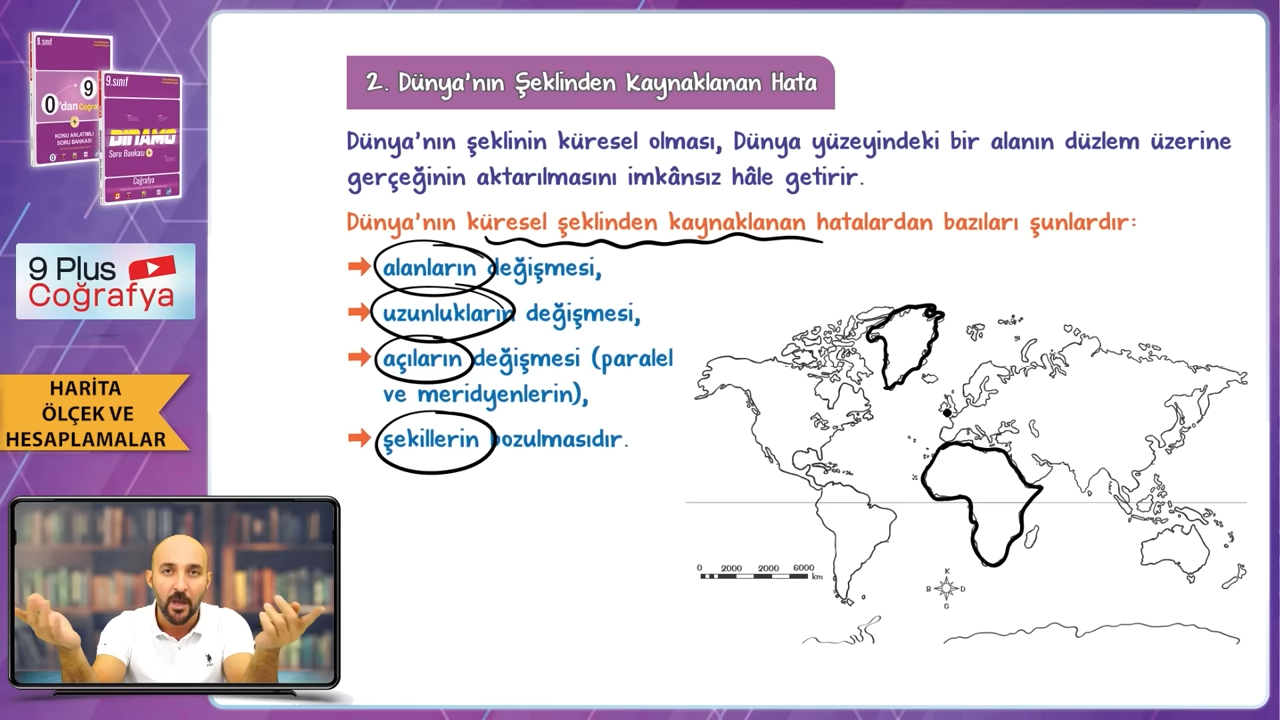 2. Dünya'nın Şeklinden Kaynaklanan Hata
Dünya'nın şeklinin küresel olması, Dünya yüzeyindeki bir alanın düzlem üzerine
gerçeğinin aktarılmasını imkânsız hâle getirir.
Dünya'nın küresel şeklinden kaynaklanan hatalardan bazıları şunlardır:
alanların değişmesi,
uzunlukların değişmesi,
açıların değişmesi (paralel
ve meridyenlerin),
şekillerin bozulmasıdır.
0 2000 2000 6000
km
K
B D
G
9.sınıf
0'dan 9
KONU ANLATIMLI
SORU BANKASI
9.sınıf
DINAMO
Soru Bankası
Coğrafya
9 Plus
Coğrafya
HARİTA
ÖLÇEK VE
HESAPLAMALAR